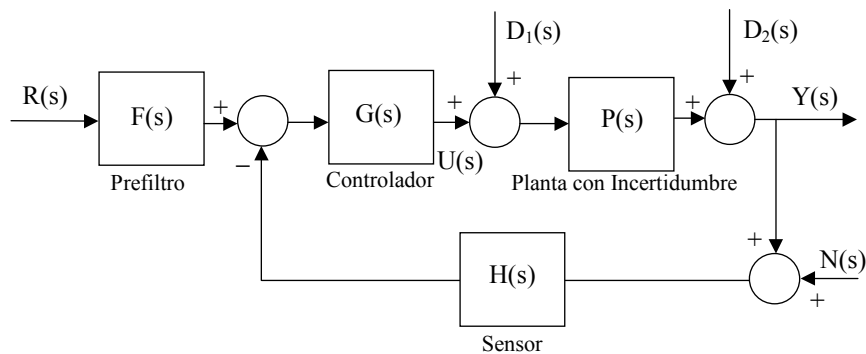 D₁(s)
D₂(s)
R(s)
+
F(s)
+
−
G(s)
+
+
U(s)
P(s)
+
+
Y(s)
Prefiltro
Controlador
Planta con Incertidumbre
+
N(s)
+
H(s)
Sensor